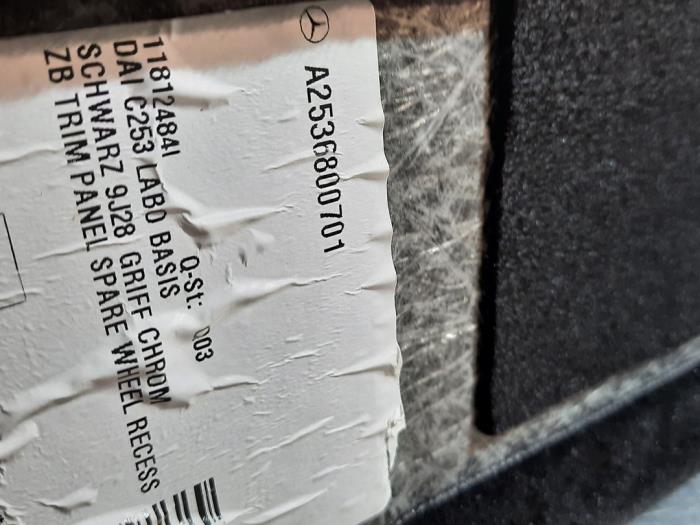 A2536800701
Q-St: 003
11812484I
DAI C253 LABO BASIS
SCHWARZ 9J28 GRIFF CHROM
ZB TRIM PANEL SPARE WHEEL RECESS